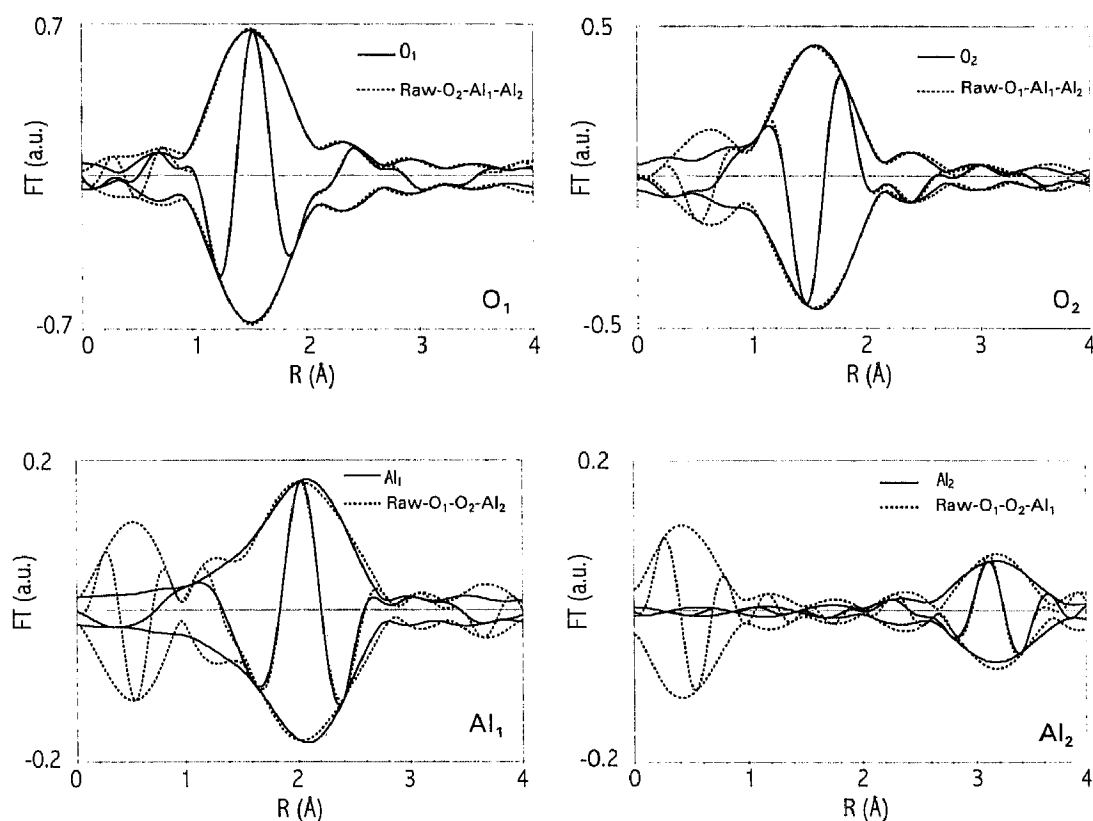 0.7
O₁
Raw-O₂-Al₁-Al₂
FT (a.u.)
-0.7
O₁
0 1 2 3 4
R (Å)
0.5
O₂
Raw-O₁-Al₁-Al₂
FT (a.u.)
-0.5
O₂
0 1 2 3 4
R (Å)
0.2
Al₁
Raw-O₁-O₂-Al₂
FT (a.u.)
-0.2
Al₁
0 1 2 3 4
R (Å)
0.2
Al₂
Raw-O₁-O₂-Al₁
FT (a.u.)
-0.2
Al₂
0 1 2 3 4
R (Å)